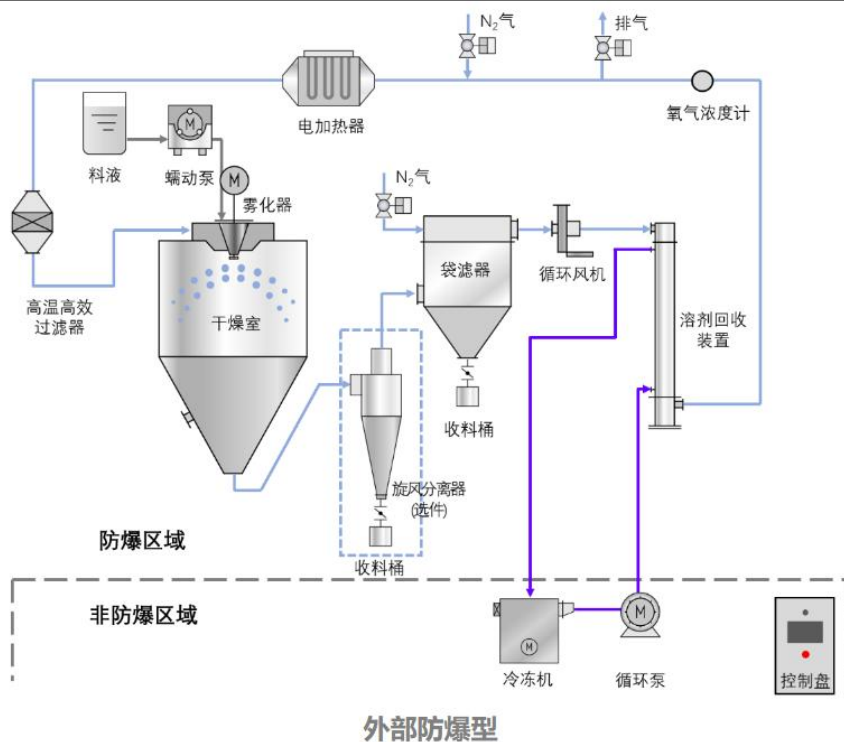 N₂气
排气
电加热器
氧气浓度计
料液
蠕动泵
M
M
雾化器
N₂气
高温高效
过滤器
干燥室
袋滤器
循环风机
溶剂回收
装置
收料桶
旋风分离器
(选件)
收料桶
防爆区域
非防爆区域
M
M
冷冻机
循环泵
控制盘
外部防爆型